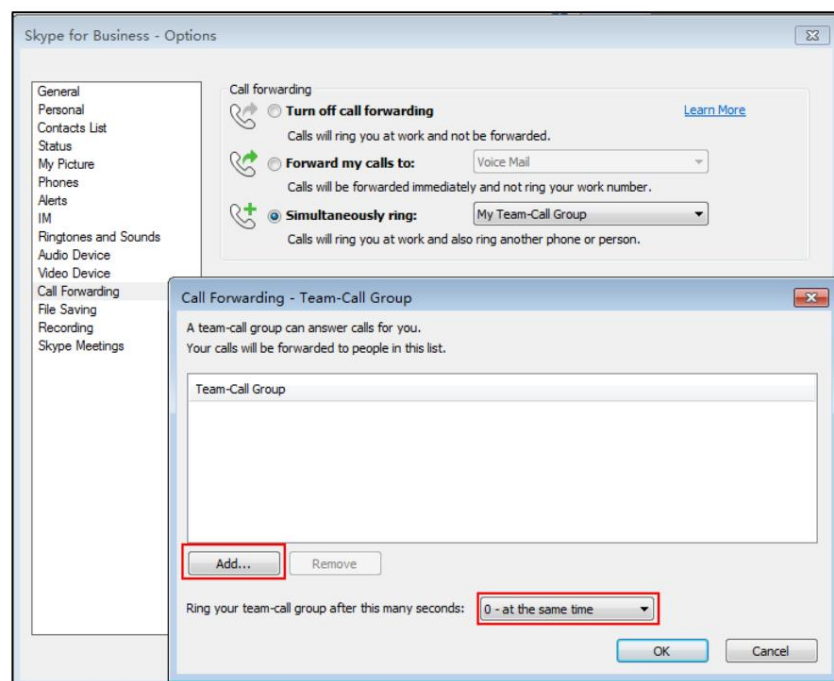 Skype for Business - Options
General
Personal
Contacts List
Status
My Picture
Phones
Alerts
IM
Ringtones and Sounds
Audio Device
Video Device
Call Forwarding
File Saving
Recording
Skype Meetings
Call forwarding
Turn off call forwarding
Learn More
Calls will ring you at work and not be forwarded.
Forward my calls to:
Voice Mail
Calls will be forwarded immediately and not ring your work number.
Simultaneously ring:
My Team-Call Group
Calls will ring you at work and also ring another phone or person.
Call Forwarding - Team-Call Group
A team-call group can answer calls for you.
Your calls will be forwarded to people in this list.
Team-Call Group
Add...
Remove
Ring your team-call group after this many seconds:
0 - at the same time
OK
Cancel